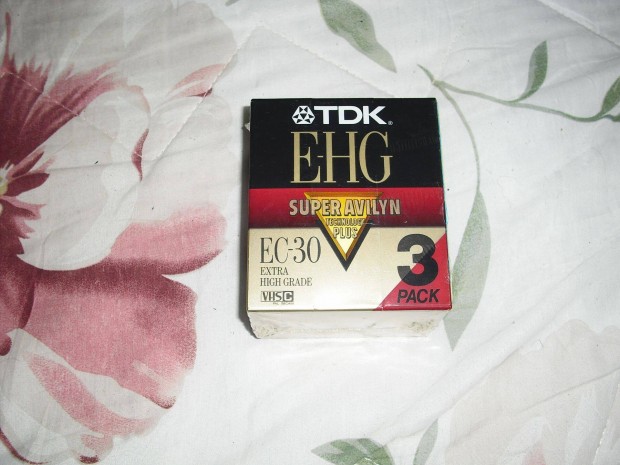 TDK®
E-HG
SUPER AVILYN
TECHNOLOGY
PLUS
EC-30
EXTRA
HIGH GRADE
VHS C
3
PACK